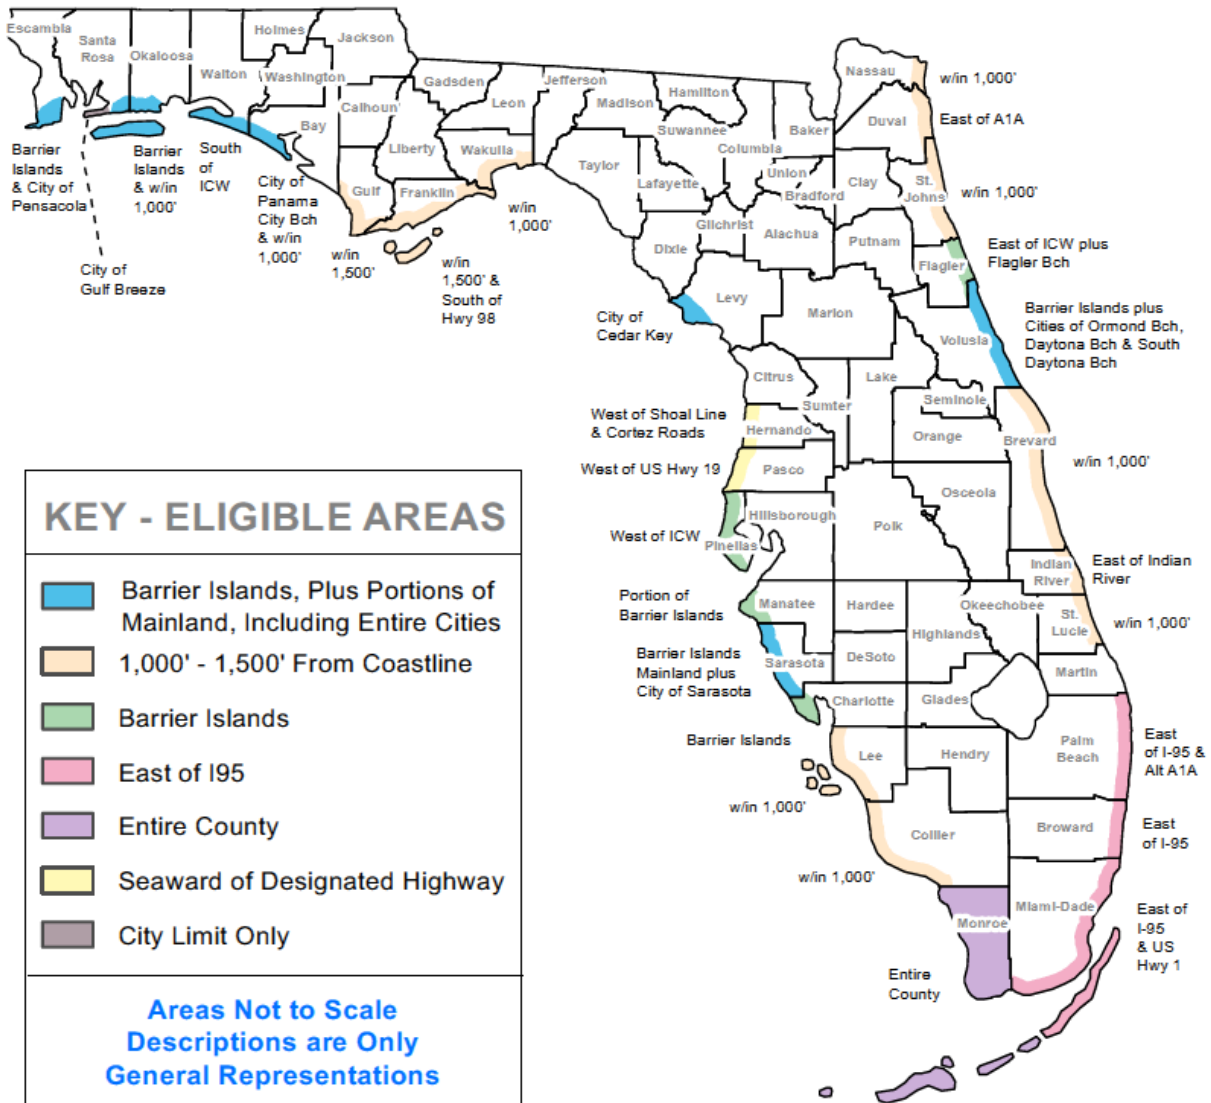 Escambia
Santa
Rosa
Okaloosa
Holmes
Jackson
Walton
Washington
Calhoun
Bay
Gadsden
Leon
Jefferson
Madison
Hamilton
Suwannee
Columbia
Baker
Nassau
w/in 1,000'
Duval
East of A1A
Liberty
Wakulla
Taylor
Lafayette
Union
Bradford
Clay
St.
Johns
w/in 1,000'
Gulf
Franklin
Gilchrist
Dixie
Alachua
Putnam
Flagler
East of ICW plus
Flagler Bch
Barrier
Islands
& City of
Pensacola
Barrier
Islands
& w/in
1,000'
South
of
ICW
City of
Panama
City Bch
& w/in
1,000'
w/in
1,500'
w/in
1,000'
w/in
1,500' &
South of
Hwy 98
City of
Gulf Breeze
City of
Cedar Key
Levy
Marion
Volusia
Barrier Islands plus
Cities of Ormond Bch,
Daytona Bch & South
Daytona Bch
Citrus
Sumter
Lake
Seminole
Orange
Brevard
w/in 1,000'
West of Shoal Line
& Cortez Roads
Hernando
West of US Hwy 19
Pasco
Osceola
Polk
Hillsborough
Pinellas
West of ICW
Indian
River
East of Indian
River
Portion of
Barrier Islands
Manatee
Hardee
Okeechobee
St.
Lucie
w/in 1,000'
Highlands
Barrier Islands
Mainland plus
City of Sarasota
Sarasota
DeSoto
Martin
Charlotte
Glades
Barrier Islands
Lee
Hendry
Palm
Beach
East
of I-95 &
Alt A1A
w/in 1,000'
Collier
Broward
East
of I-95
w/in 1,000'
Monroe
Miami-Dade
East of
I-95
& US
Hwy 1
Entire
County
KEY - ELIGIBLE AREAS
Barrier Islands, Plus Portions of
Mainland, Including Entire Cities
1,000' - 1,500' From Coastline
Barrier Islands
East of I95
Entire County
Seaward of Designated Highway
City Limit Only
Areas Not to Scale
Descriptions are Only
General Representations